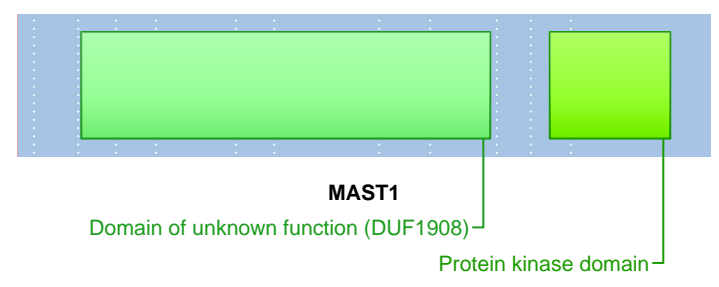 MAST1
Domain of unknown function (DUF1908)
Protein kinase domain